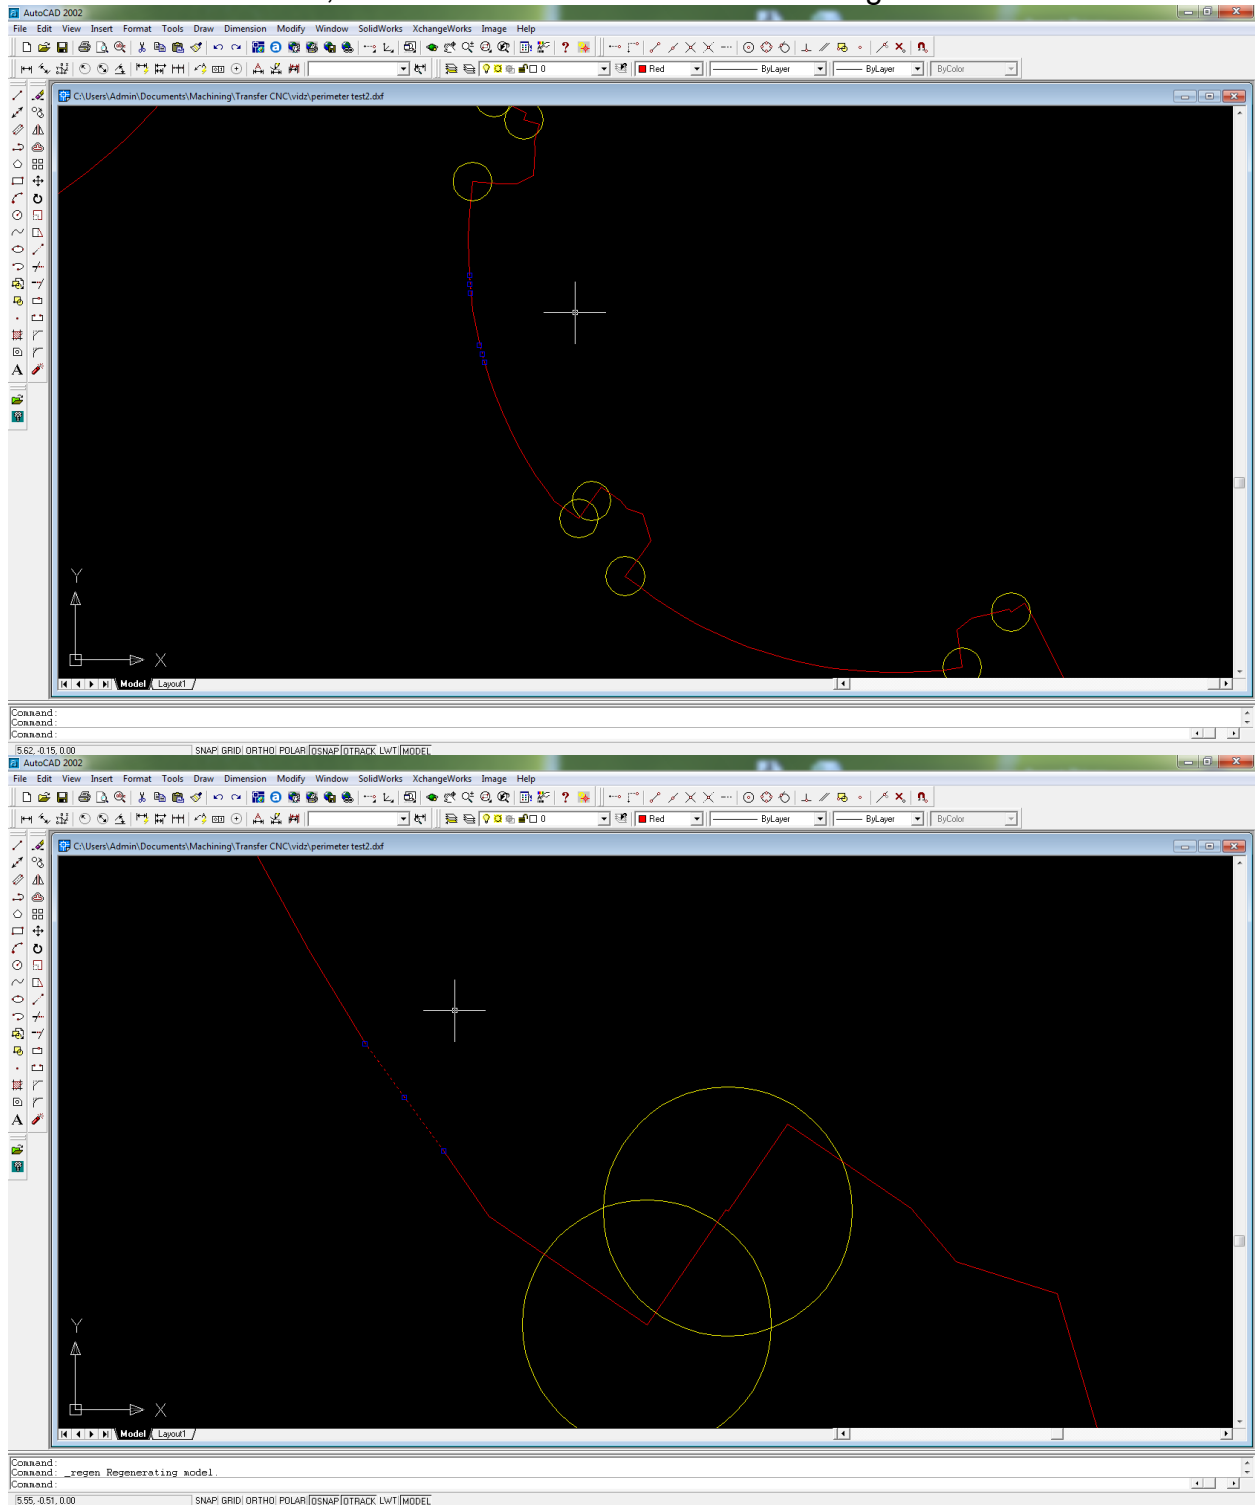 AutoCAD 2002
File Edit View Insert Format Tools Draw Dimension Modify Window SolidWorks XchangeWorks Image Help
0 Red ByLayer ByLayer ByColor
C:\Users\Admin\Documents\Machining\Transfer CNC\vidz\perimeter test2.dxf
A
Y
X
Model Layout1
Command:
Command:
Command:
5.62, -0.15, 0.00 SNAP GRID ORTHO POLAR OSNAP OTRACK LWT MODEL
AutoCAD 2002
File Edit View Insert Format Tools Draw Dimension Modify Window SolidWorks XchangeWorks Image Help
0 Red ByLayer ByLayer ByColor
C:\Users\Admin\Documents\Machining\Transfer CNC\vidz\perimeter test2.dxf
A
Y
X
Model Layout1
Command:
Command: _regen Regenerating model.
Command:
5.55, -0.51, 0.00 SNAP GRID ORTHO POLAR OSNAP OTRACK LWT MODEL